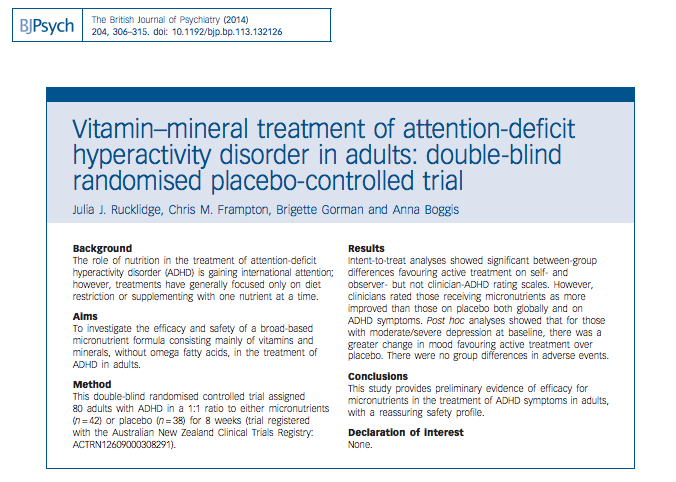 BJPsych
The British Journal of Psychiatry (2014)
204, 306–315. doi: 10.1192/bjp.bp.113.132126
Vitamin–mineral treatment of attention-deficit
hyperactivity disorder in adults: double-blind
randomised placebo-controlled trial
Julia J. Rucklidge, Chris M. Frampton, Brigette Gorman and Anna Boggis
Background
The role of nutrition in the treatment of attention-deficit
hyperactivity disorder (ADHD) is gaining international attention;
however, treatments have generally focused only on diet
restriction or supplementing with one nutrient at a time.
Aims
To investigate the efficacy and safety of a broad-based
micronutrient formula consisting mainly of vitamins and
minerals, without omega fatty acids, in the treatment of
ADHD in adults.
Method
This double-blind randomised controlled trial assigned
80 adults with ADHD in a 1:1 ratio to either micronutrients
(n = 42) or placebo (n = 38) for 8 weeks (trial registered
with the Australian New Zealand Clinical Trials Registry:
ACTRN12609000308291).
Results
Intent-to-treat analyses showed significant between-group
differences favouring active treatment on self- and
observer- but not clinician-ADHD rating scales. However,
clinicians rated those receiving micronutrients as more
improved than those on placebo both globally and on
ADHD symptoms. Post hoc analyses showed that for those
with moderate/severe depression at baseline, there was a
greater change in mood favouring active treatment over
placebo. There were no group differences in adverse events.
Conclusions
This study provides preliminary evidence of efficacy for
micronutrients in the treatment of ADHD symptoms in adults,
with a reassuring safety profile.
Declaration of interest
None.